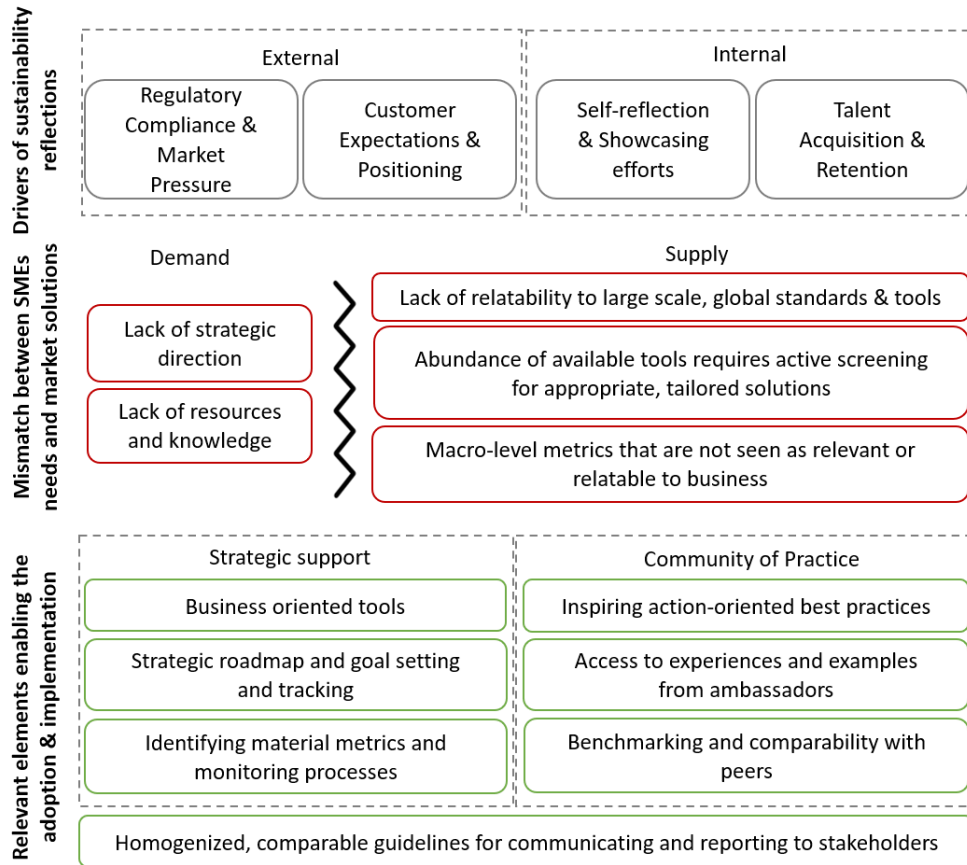 Drivers of sustainability
reflections
External
Regulatory
Compliance &
Market
Pressure
Customer
Expectations &
Positioning
Internal
Self-reflection
& Showcasing
efforts
Talent
Acquisition &
Retention
Mismatch between SMEs
needs and market solutions
Demand
Lack of strategic
direction
Lack of resources
and knowledge
Supply
Lack of relatability to large scale, global standards & tools
Abundance of available tools requires active screening
for appropriate, tailored solutions
Macro-level metrics that are not seen as relevant or
relatable to business
Relevant elements enabling the
adoption & implementation
Strategic support
Business oriented tools
Strategic roadmap and goal setting
and tracking
Identifying material metrics and
monitoring processes
Community of Practice
Inspiring action-oriented best practices
Access to experiences and examples
from ambassadors
Benchmarking and comparability with
peers
Homogenized, comparable guidelines for communicating and reporting to stakeholders